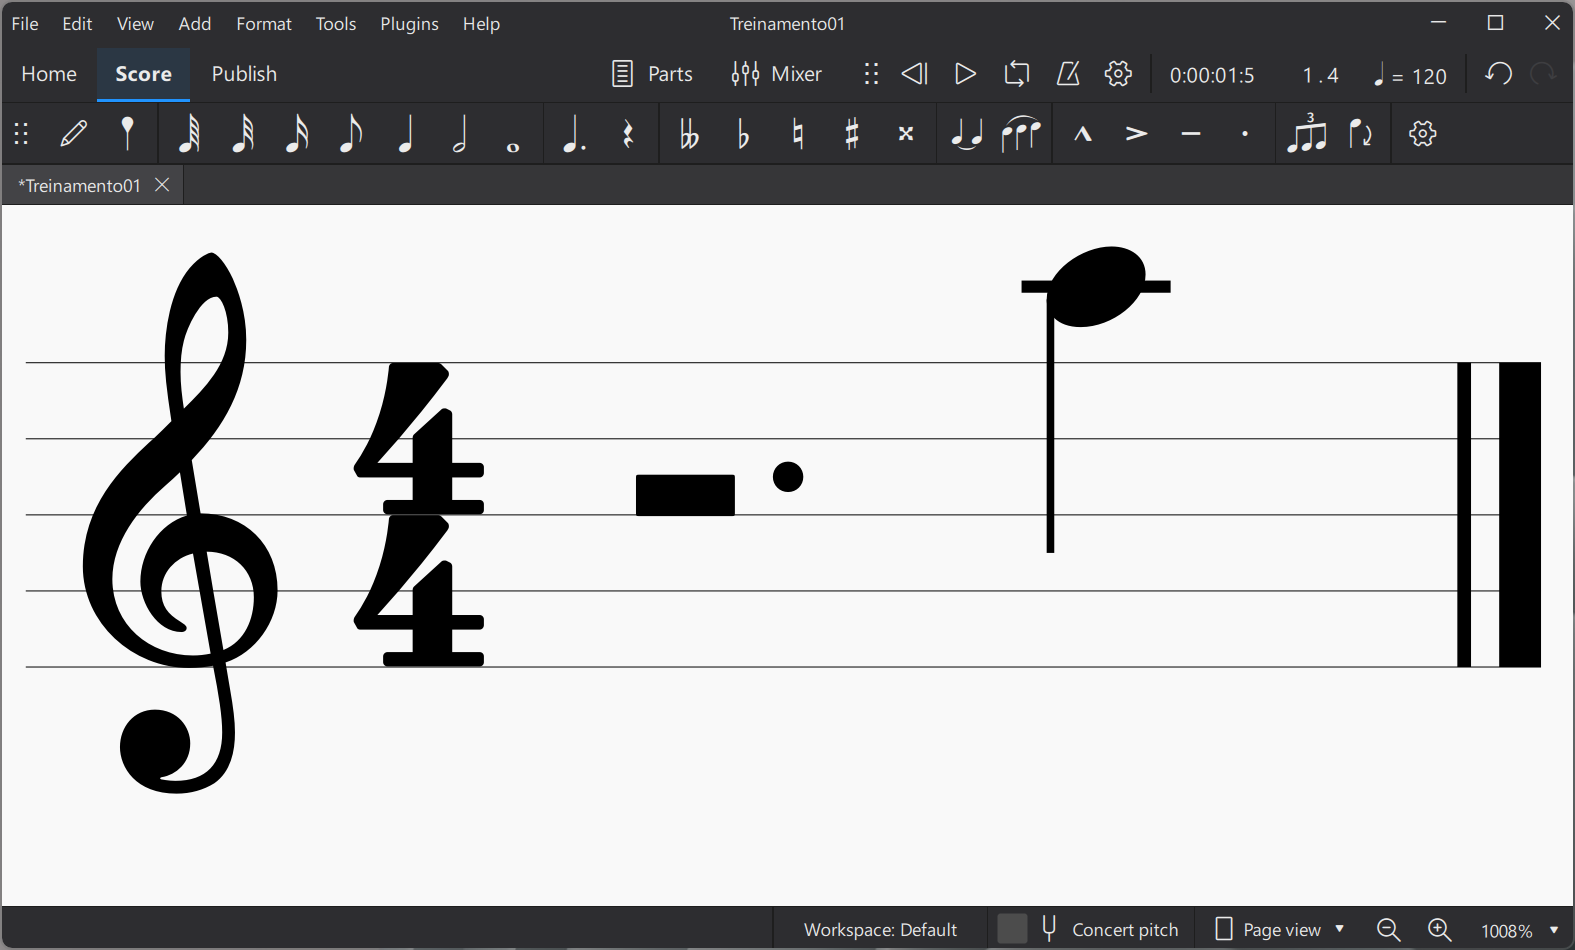 File Edit View Add Format Tools Plugins Help Treinamento01
Home Score Publish Parts Mixer 0:00:01:5 1 . 4 = 120
3
*Treinamento01
4
4
Workspace: Default Concert pitch Page view 1008%